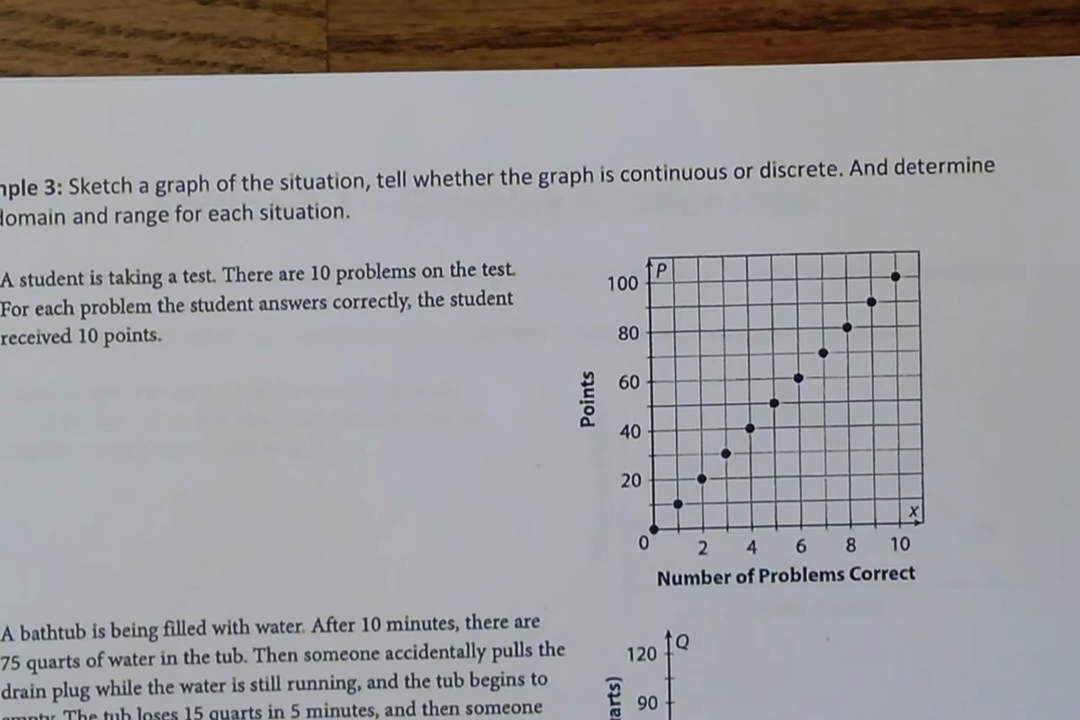 3: Sketch a graph of the situation, tell whether the graph is continuous or discrete. And determine
and range for each situation.
A student is taking a test. There are 10 problems on the test.
For each problem the student answers correctly, the student
received 10 points.
P
100
80
60
40
20
0
2 4 6 8 10
x
Points
Number of Problems Correct
A bathtub is being filled with water. After 10 minutes, there are
75 quarts of water in the tub. Then someone accidentally pulls the
drain plug while the water is still running, and the tub begins to
The tub loses 15 quarts in 5 minutes, and then someone
Q
120
90